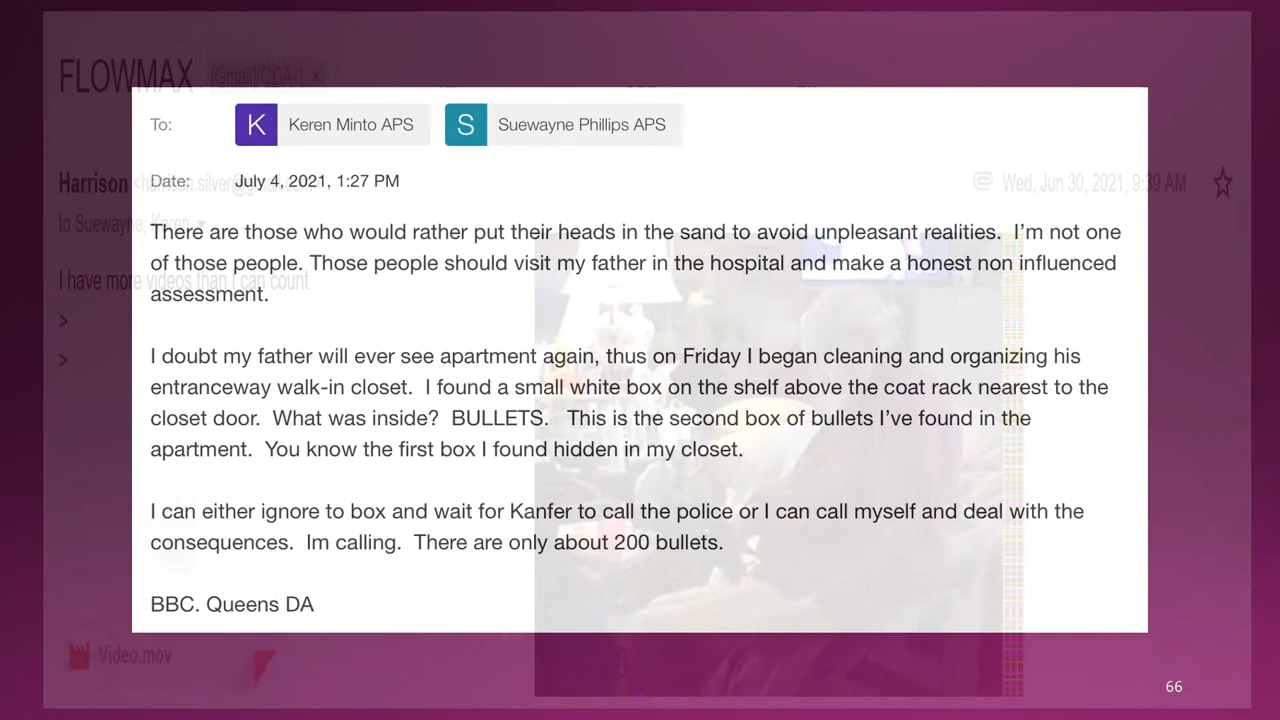 FLOWMAX [Gmail]/QDA-1 ×
To: K Keren Minto APS S Suewayne Phillips APS
Harrison
Date: July 4, 2021, 1:27 PM
Wed, Jun 30, 2021, 9:39 AM
to Suewayne, Keren
There are those who would rather put their heads in the sand to avoid unpleasant realities.  I'm not one
of those people. Those people should visit my father in the hospital and make a honest non influenced
assessment.
I have more videos than I can count
I doubt my father will ever see apartment again, thus on Friday I began cleaning and organizing his
entranceway walk-in closet.  I found a small white box on the shelf above the coat rack nearest to the
closet door.  What was inside?  BULLETS.   This is the second box of bullets I've found in the
apartment.  You know the first box I found hidden in my closet.
I can either ignore to box and wait for Kanfer to call the police or I can call myself and deal with the
consequences.  Im calling.  There are only about 200 bullets.
BBC. Queens DA
Video.mov
66